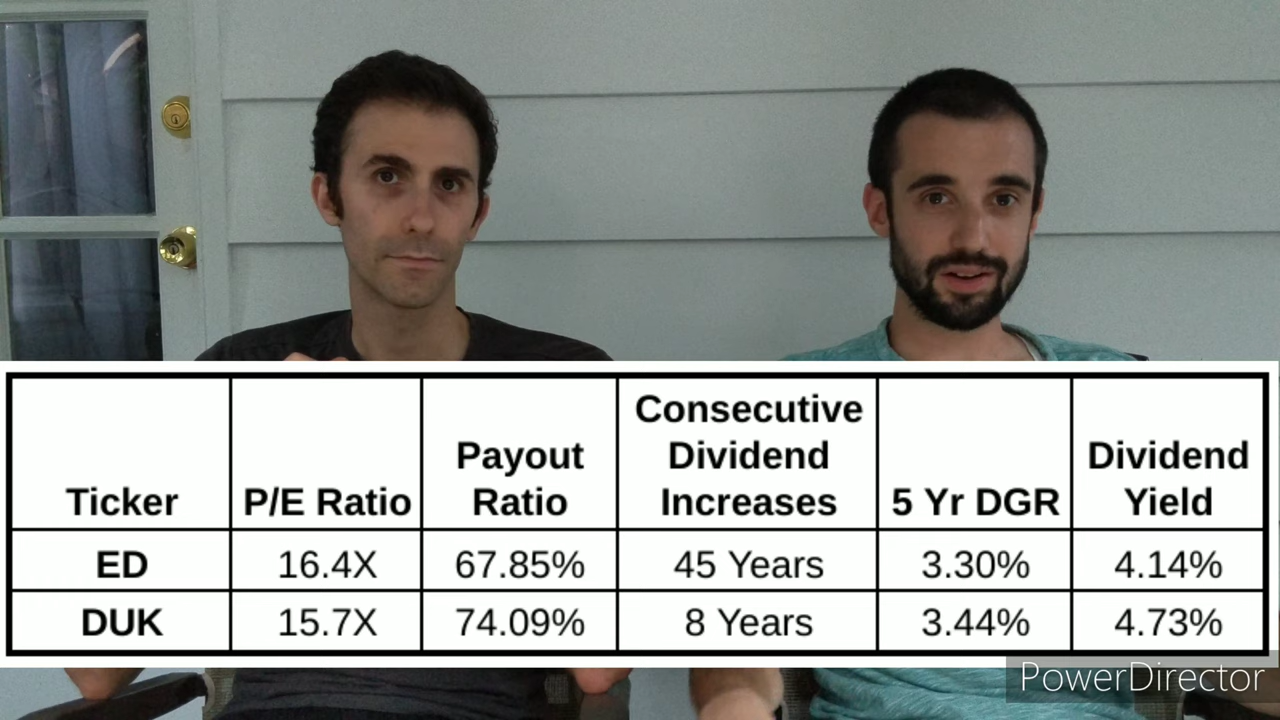 Consecutive
Payout Dividend Dividend
Ticker P/E Ratio Ratio Increases 5 Yr DGR Yield
ED 16.4X 67.85% 45 Years 3.30% 4.14%
DUK 15.7X 74.09% 8 Years 3.44% 4.73%
PowerDirector